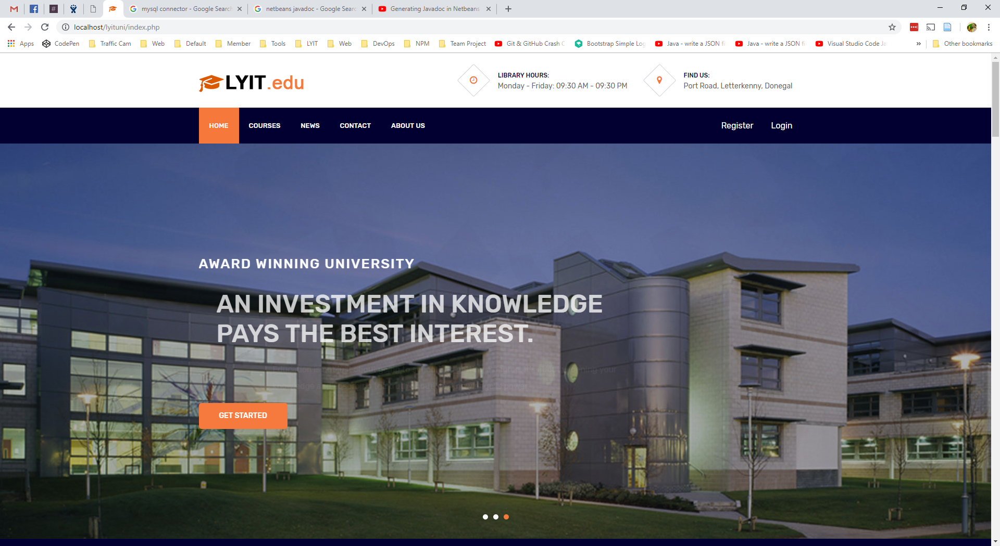 mysql connector - Google Search
netbeans javadoc - Google Searc
Generating Javadoc in Netbeans
localhost/lyituni/index.php
Apps
CodePen
Traffic Cam
Web
Default
Member
Tools
LYIT
Web
DevOps
NPM
Team Project
Git & GitHub Crash C
Bootstrap Simple Log
Java - write a JSON fi
Java - write a JSON fi
Visual Studio Code Ja
»
Other bookmarks
LYIT.edu
LIBRARY HOURS:
Monday - Friday: 09:30 AM - 09:30 PM
FIND US:
Port Road, Letterkenny, Donegal
HOME
COURSES
NEWS
CONTACT
ABOUT US
Register
Login
AWARD WINNING UNIVERSITY
AN INVESTMENT IN KNOWLEDGE
PAYS THE BEST INTEREST.
GET STARTED